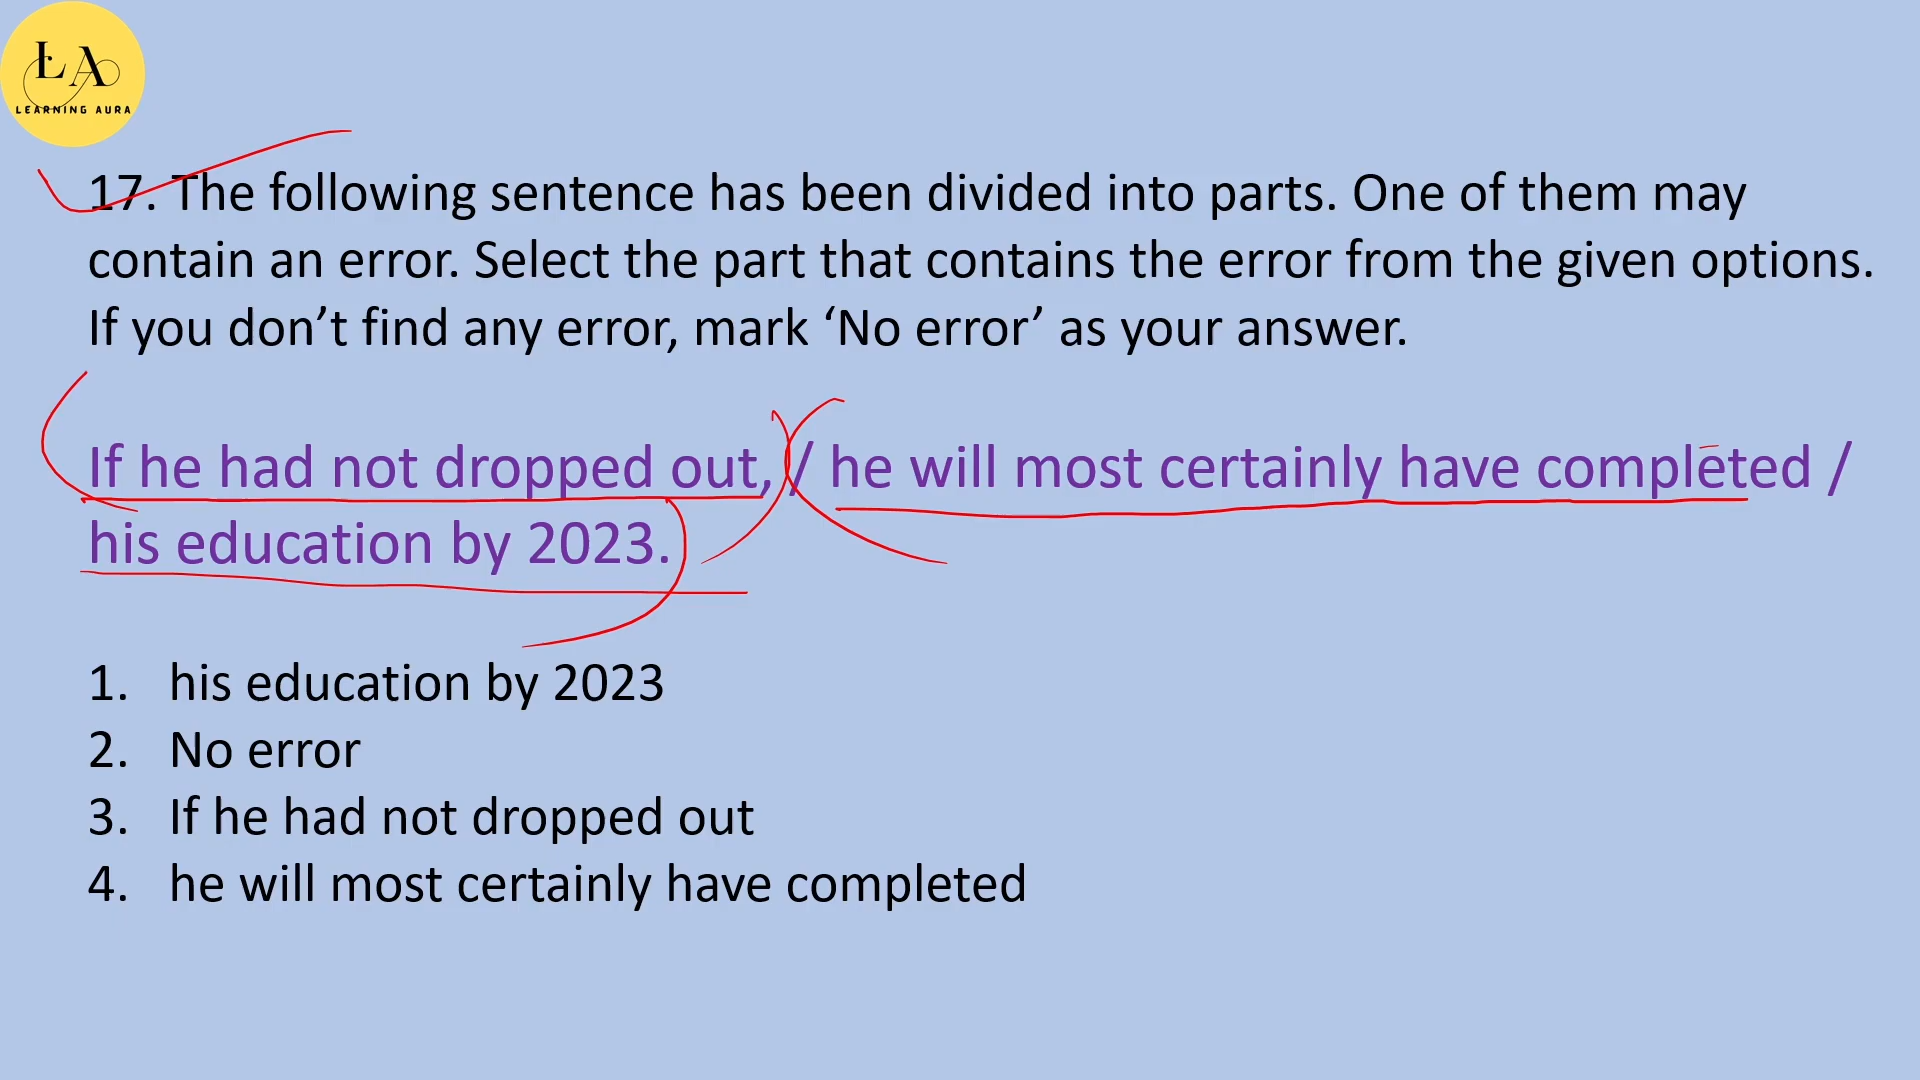 LA
LEARNING AURA
17. The following sentence has been divided into parts. One of them may
contain an error. Select the part that contains the error from the given options.
If you don’t find any error, mark ‘No error’ as your answer.
If he had not dropped out, / he will most certainly have completed /
his education by 2023.
1. his education by 2023
2. No error
3. If he had not dropped out
4. he will most certainly have completed